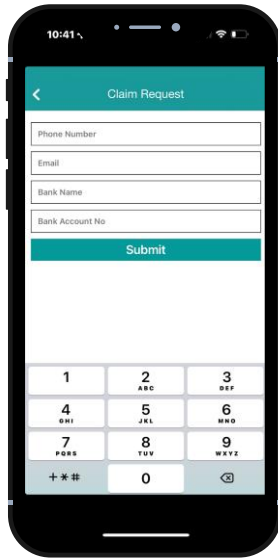 10:41
Claim Request
Phone Number
Email
Bank Name
Bank Account No
Submit
1 2 3
ABC DEF
4 5 6
GHI JKL MNO
7 8 9
PQRS TUV WXYZ
+*# 0